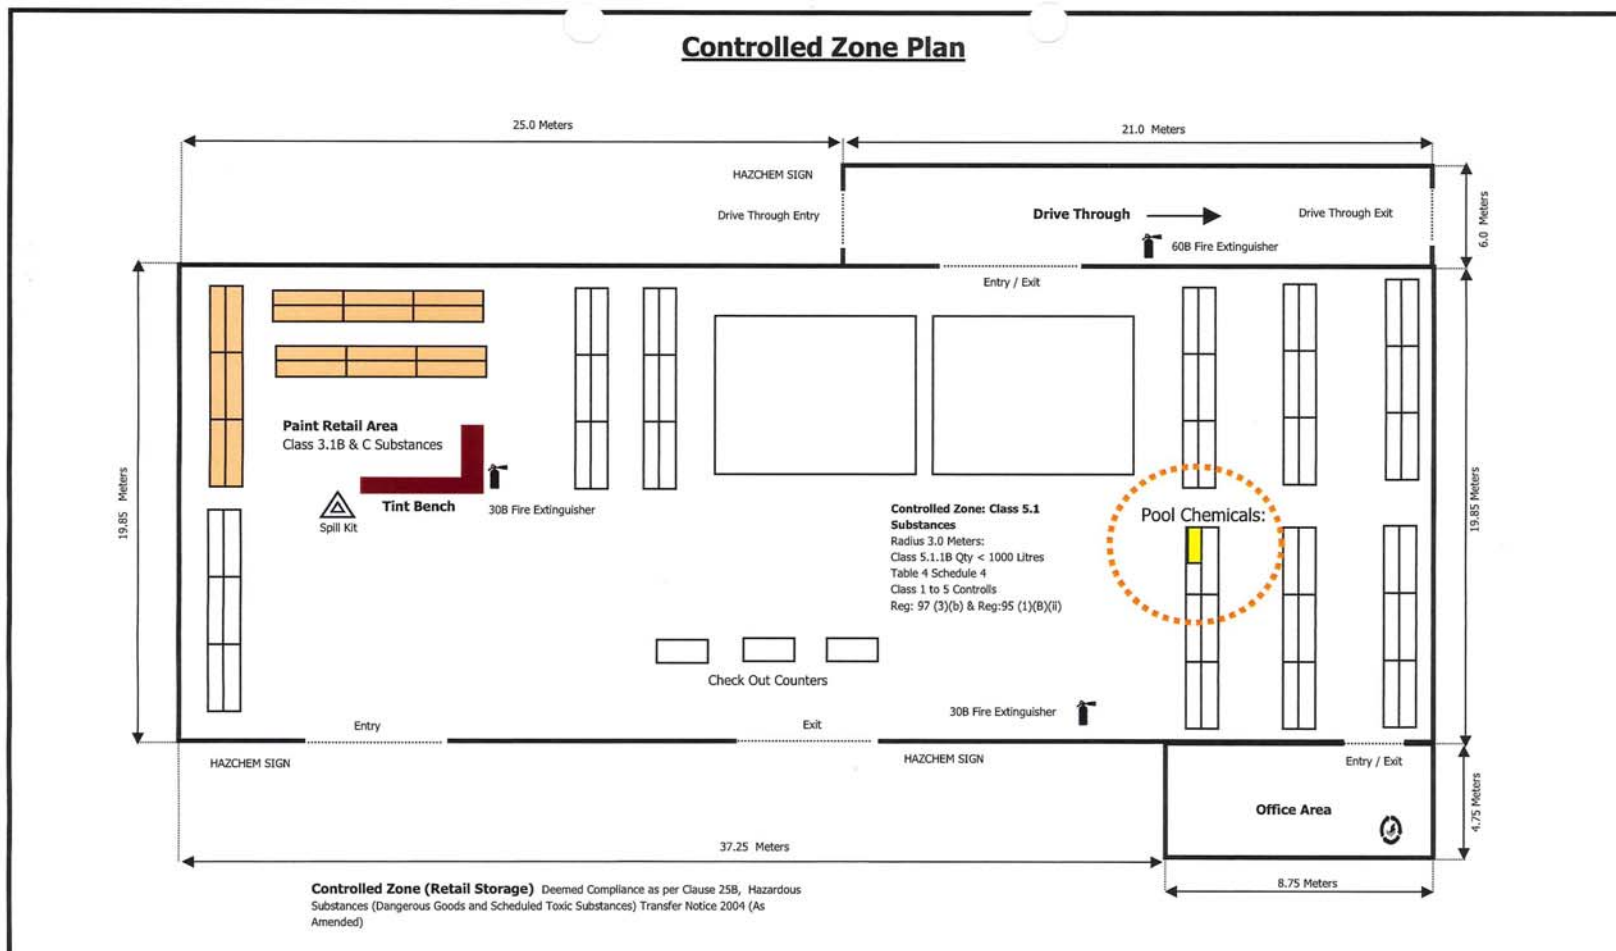 Controlled Zone Plan
25.0 Meters
21.0 Meters
HAZCHEM SIGN
Drive Through Entry
Drive Through
Drive Through Exit
6.0 Meters
60B Fire Extinguisher
Entry / Exit
19.85 Meters
Paint Retail Area
Class 3.1B & C Substances
Tint Bench
Spill Kit
30B Fire Extinguisher
Controlled Zone: Class 5.1
Substances
Radius 3.0 Meters:
Class 5.1.1B Qty < 1000 Litres
Table 4 Schedule 4
Class 1 to 5 Controlls
Reg: 97 (3)(b) & Reg:95 (1)(B)(ii)
Pool Chemicals:
19.85 Meters
Check Out Counters
30B Fire Extinguisher
Entry
Exit
HAZCHEM SIGN
HAZCHEM SIGN
Entry / Exit
Office Area
4.75 Meters
37.25 Meters
8.75 Meters
Controlled Zone (Retail Storage) Deemed Compliance as per Clause 25B, Hazardous
Substances (Dangerous Goods and Scheduled Toxic Substances) Transfer Notice 2004 (As
Amended)